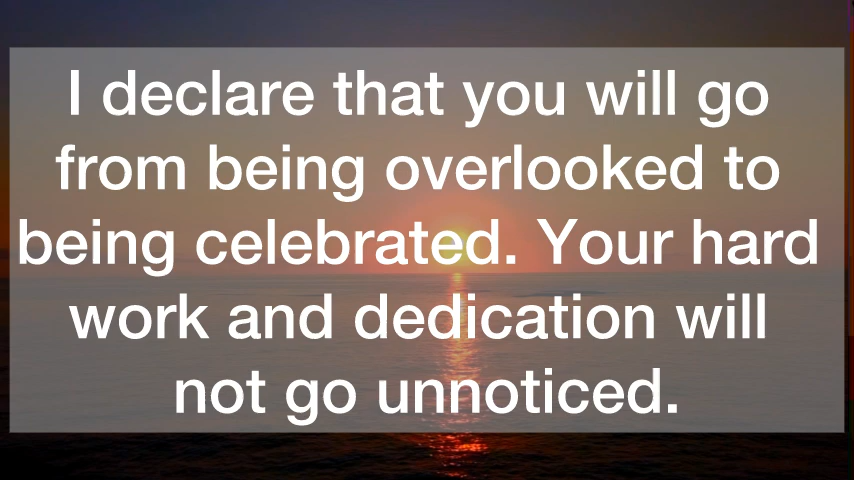 I declare that you will go
from being overlooked to
being celebrated. Your hard
work and dedication will
not go unnoticed.